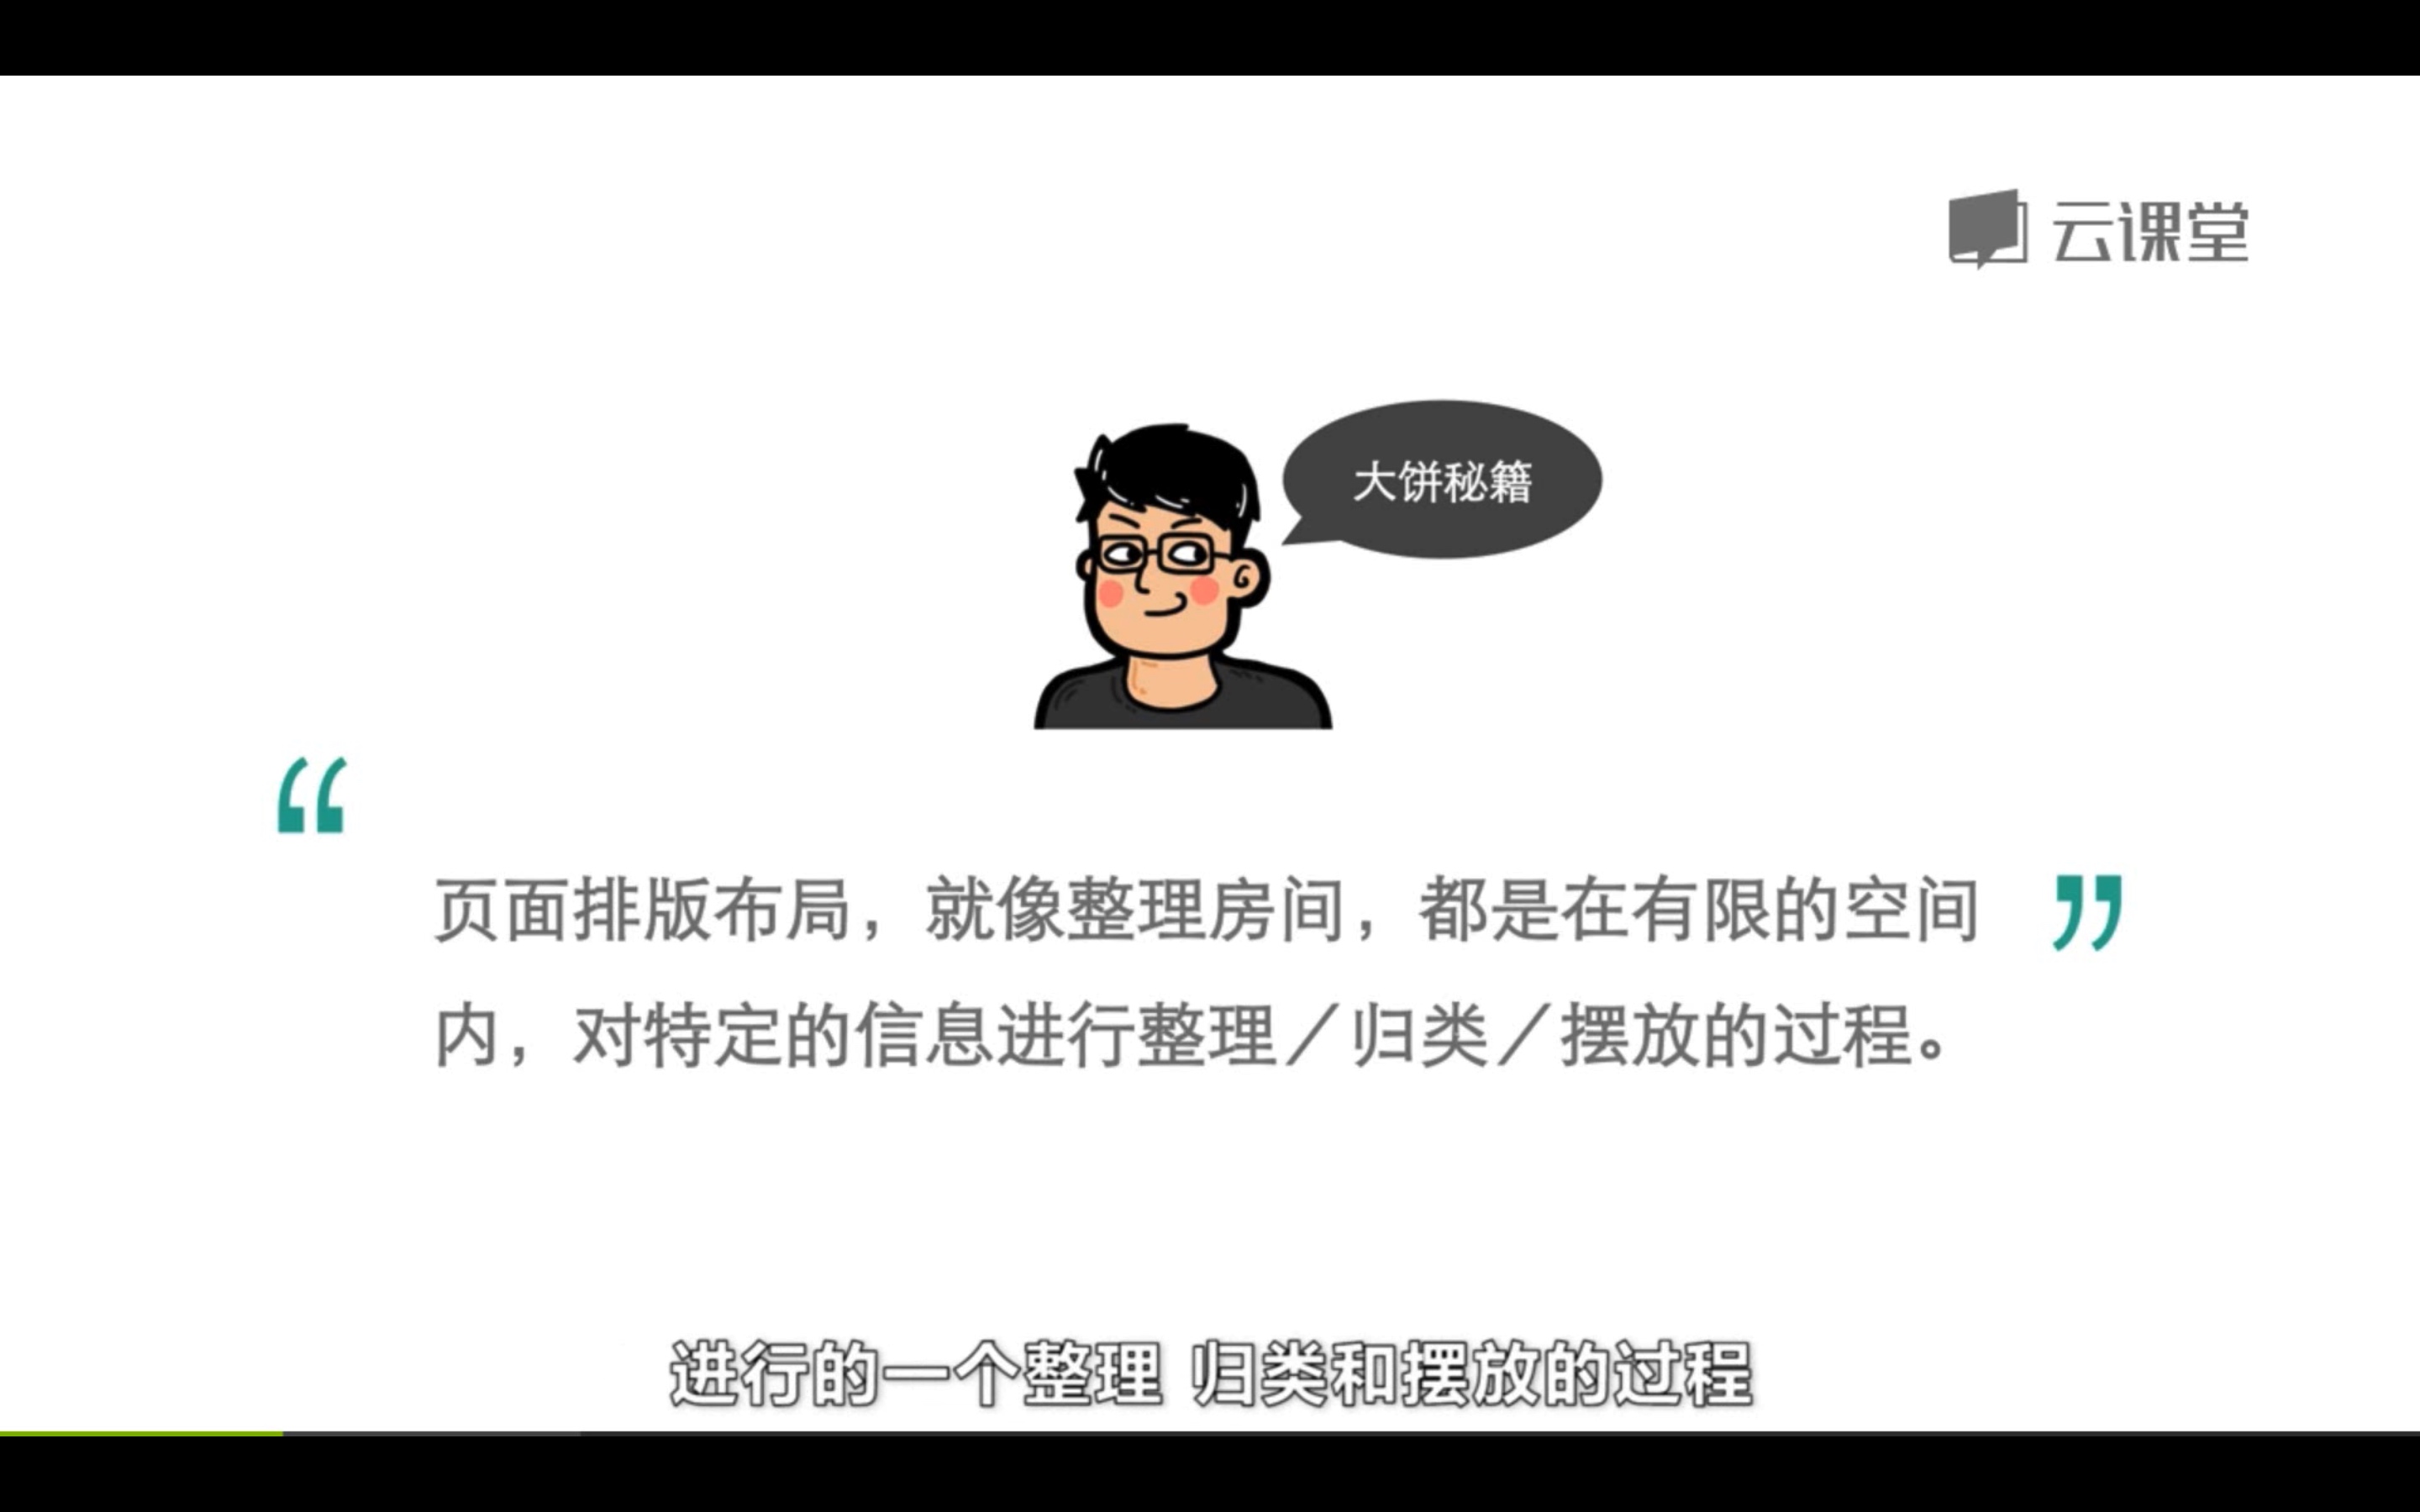 云课堂
大饼秘籍
“
页面排版布局，就像整理房间，都是在有限的空间
”
内，对特定的信息进行整理／归类／摆放的过程。
进行的一个整理 归类和摆放的过程